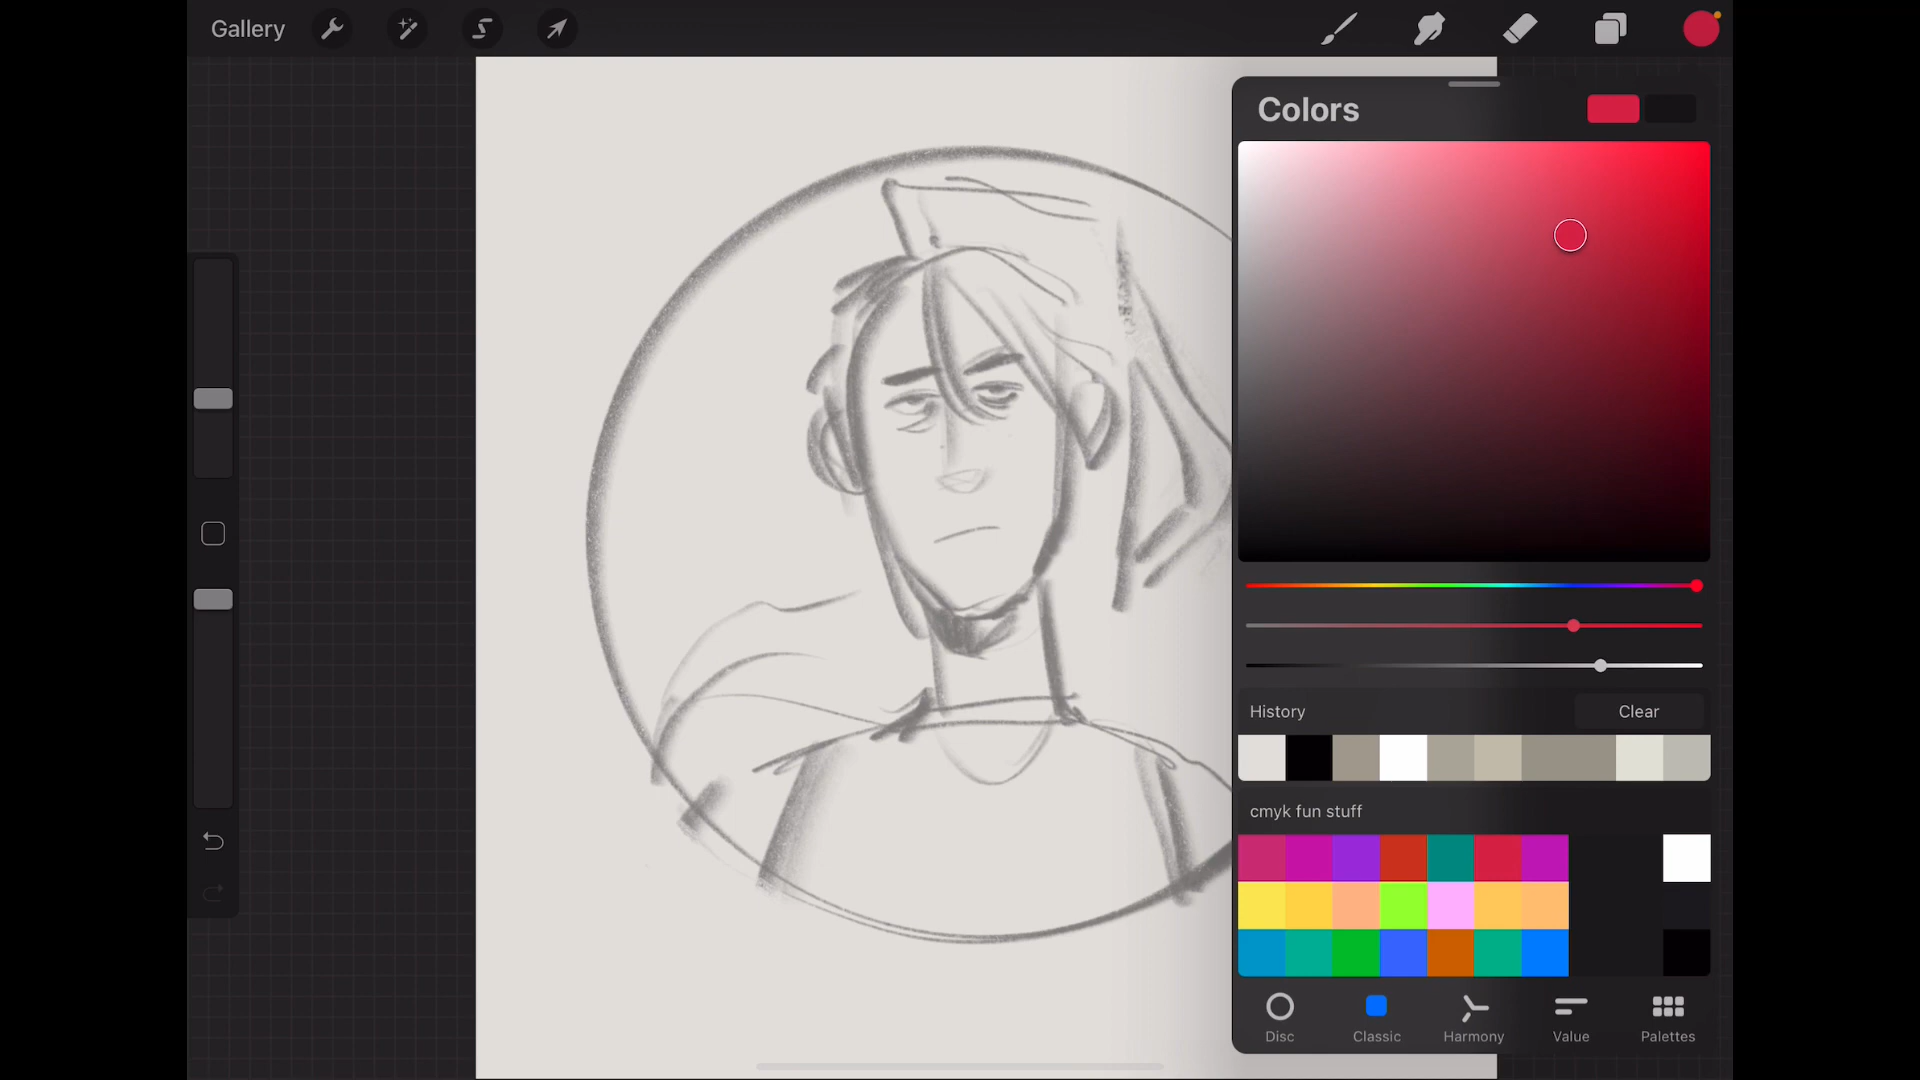 Gallery
Colors
History
Clear
cmyk fun stuff
Disc
Classic
Harmony
Value
Palettes